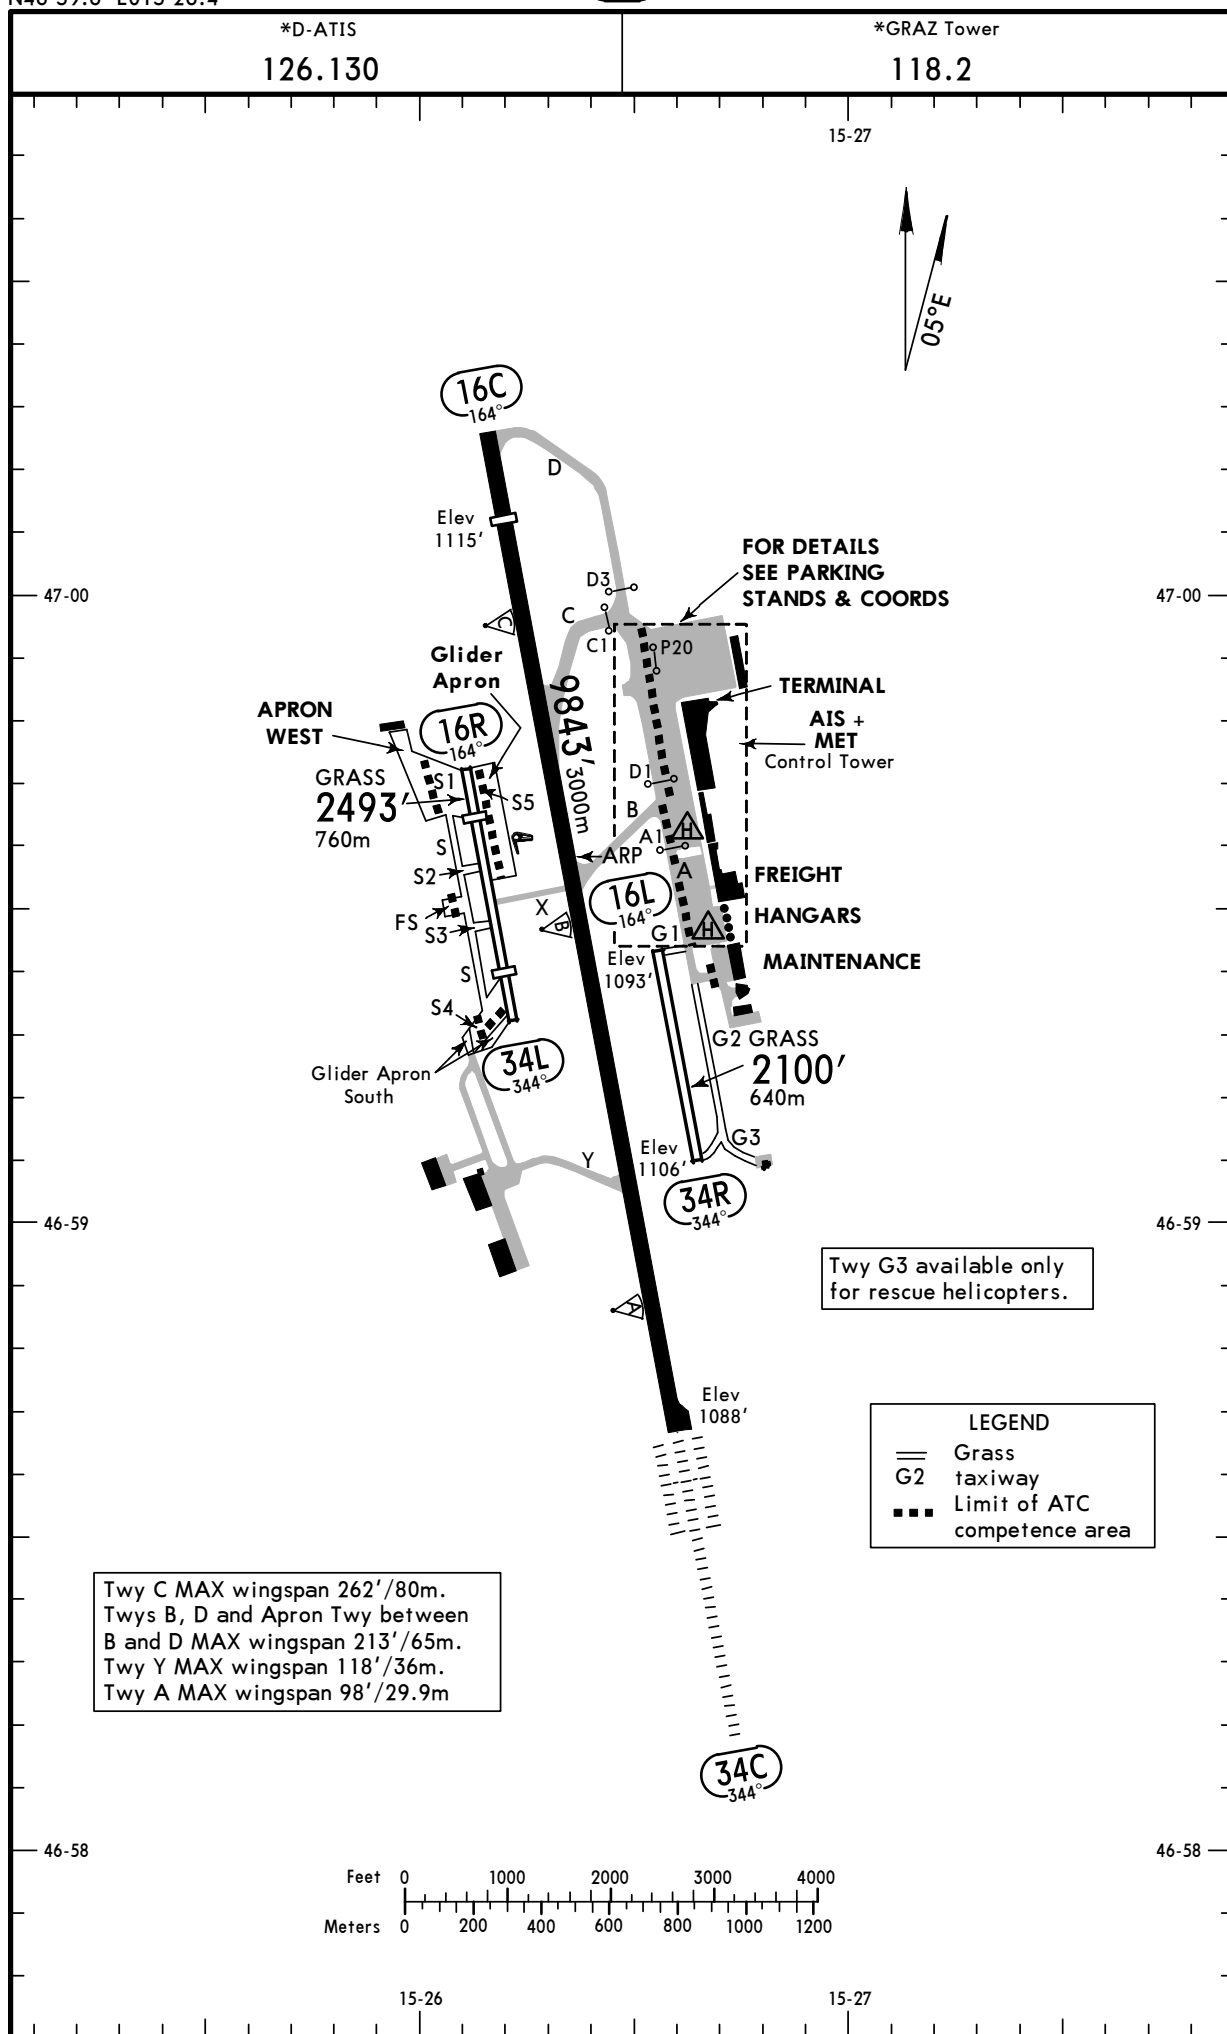 *D-ATIS
126.130
*GRAZ Tower
118.2
15-27
05°E
16C
164°
D
Elev
1115'
FOR DETAILS
SEE PARKING
STANDS & COORDS
47-00
47-00
D3
C
C1
P20
C
Glider
Apron
TERMINAL
APRON
WEST
16R
164°
9843'
3000m
AIS +
MET
Control Tower
GRASS
2493'
760m
S1
S5
D1
B
H
A1
S
ARP
A
S2
FREIGHT
16L
164°
X
B
FS
S3
HANGARS
G1
H
Elev
1093'
MAINTENANCE
S
S4
G2 GRASS
2100'
640m
34L
344°
Glider Apron
South
G3
Elev
1106'
Y
34R
344°
46-59
46-59
Twy G3 available only
for rescue helicopters.
A
Elev
1088'
LEGEND
Grass
G2 taxiway
Limit of ATC
competence area
Twy C MAX wingspan 262'/80m.
Twys B, D and Apron Twy between
B and D MAX wingspan 213'/65m.
Twy Y MAX wingspan 118'/36m.
Twy A MAX wingspan 98'/29.9m
34C
344°
46-58
46-58
Feet 0 1000 2000 3000 4000
Meters 0 200 400 600 800 1000 1200
15-26
15-27